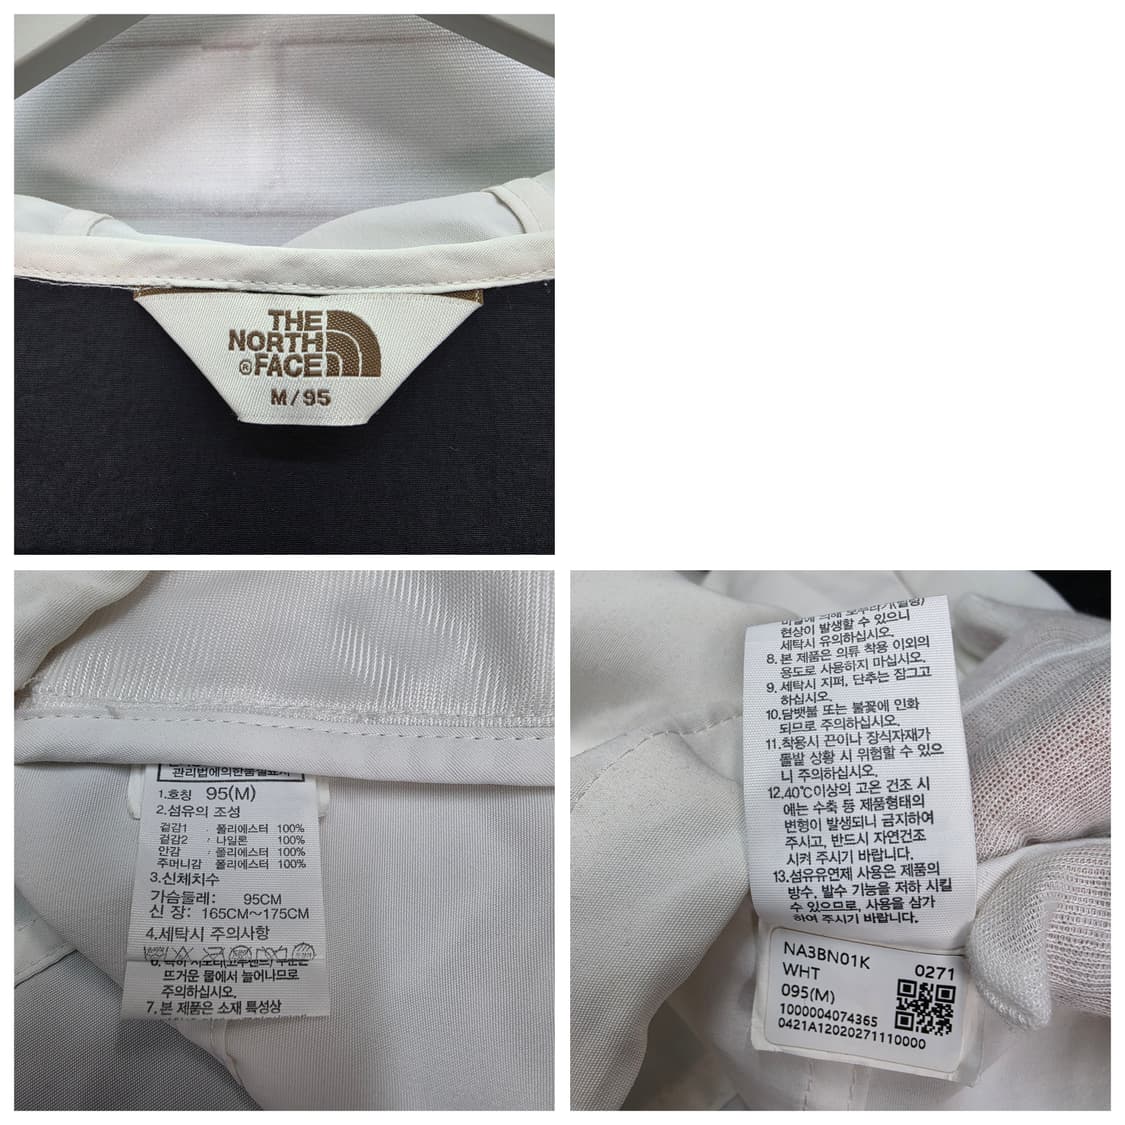 THE
NORTH
®FACE
M/95
관리법에의한품질표시
1.호칭 95(M)
2.섬유의 조성
겉감1 : 폴리에스터 100%
겉감2 : 나일론 100%
안감 : 폴리에스터 100%
주머니감 폴리에스터 100%
3.신체치수
가슴둘레: 95CM
신 장: 165CM~175CM
4.세탁시 주의사항
뜨거운 물에서 늘어나므로
주의하십시오.
7.본 제품은 소재 특성상
현상이 발생할 수 있으니
세탁시 유의하십시오.
8.본 제품은 의류 착용 이외의
용도로 사용하지 마십시오.
9.세탁시 지퍼, 단추는 잠그고
하십시오.
10.담뱃불 또는 불꽃에 인화
되므로 주의하십시오.
11.착용시 끈이나 장식자재가
돌발 상황 시 위험할 수 있으
니 주의하십시오.
12.40℃이상의 고온 건조 시
에는 수축 등 제품형태의
변형이 발생되니 금지하여
주시고, 반드시 자연건조
시켜 주시기 바랍니다.
13.섬유유연제 사용은 제품의
방수, 발수 기능을 저하 시킬
수 있으므로, 사용을 삼가
하여 주시기 바랍니다.
NA3BN01K 0271
WHT
095(M)
1000004074365
0421A12020271110000